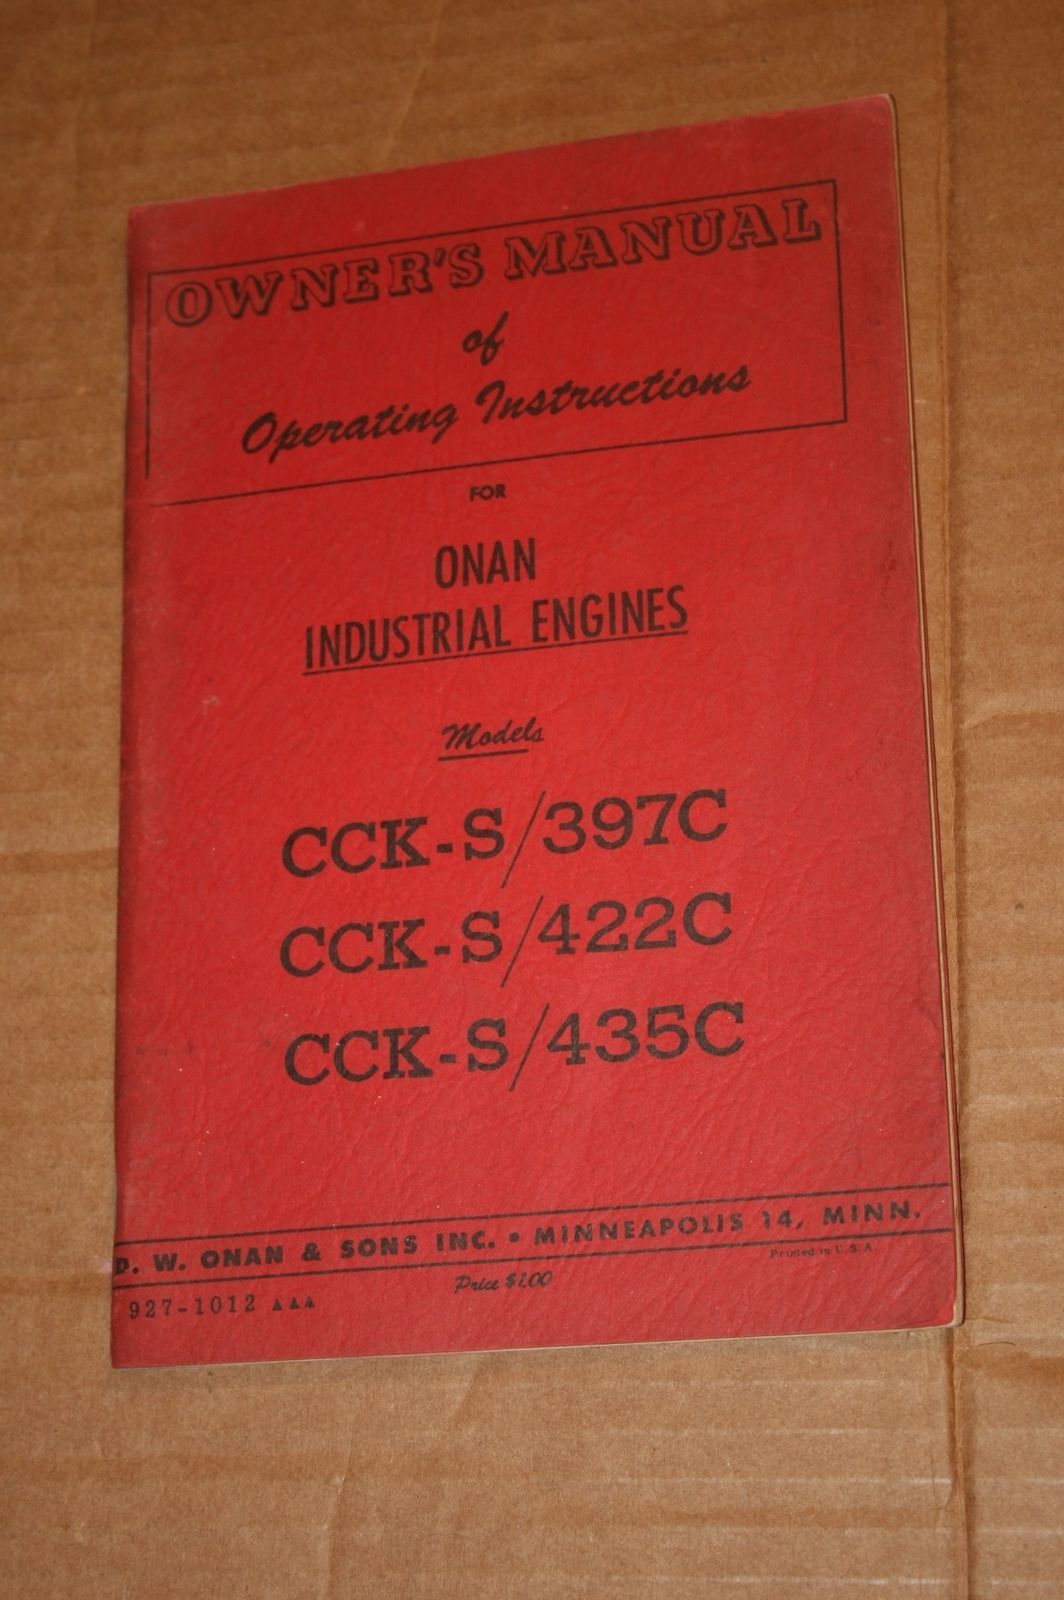 OWNER'S MANUAL
of
Operating Instructions
FOR
ONAN
INDUSTRIAL ENGINES
Models
CCK-S/397C
CCK-S/422C
CCK-S/435C
D. W. ONAN & SONS INC. • MINNEAPOLIS 14, MINN.
Printed in U.S.A
Price $1.00
927-1012 ▲▲▲